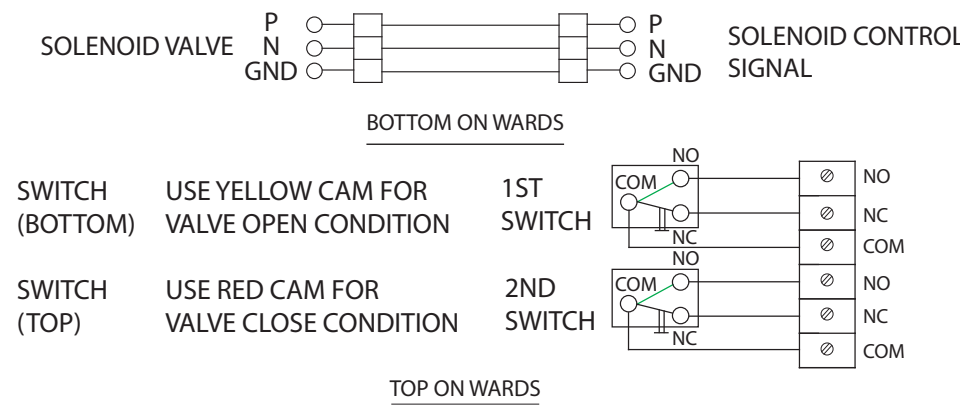 SOLENOID VALVE
P
N
GND
P
N
GND
SOLENOID CONTROL
SIGNAL
BOTTOM ON WARDS
SWITCH
(BOTTOM)
USE YELLOW CAM FOR
VALVE OPEN CONDITION
1ST
SWITCH
NO
COM
NC
NO
NC
COM
SWITCH
(TOP)
USE RED CAM FOR
VALVE CLOSE CONDITION
2ND
SWITCH
NO
COM
NC
NO
NC
COM
TOP ON WARDS